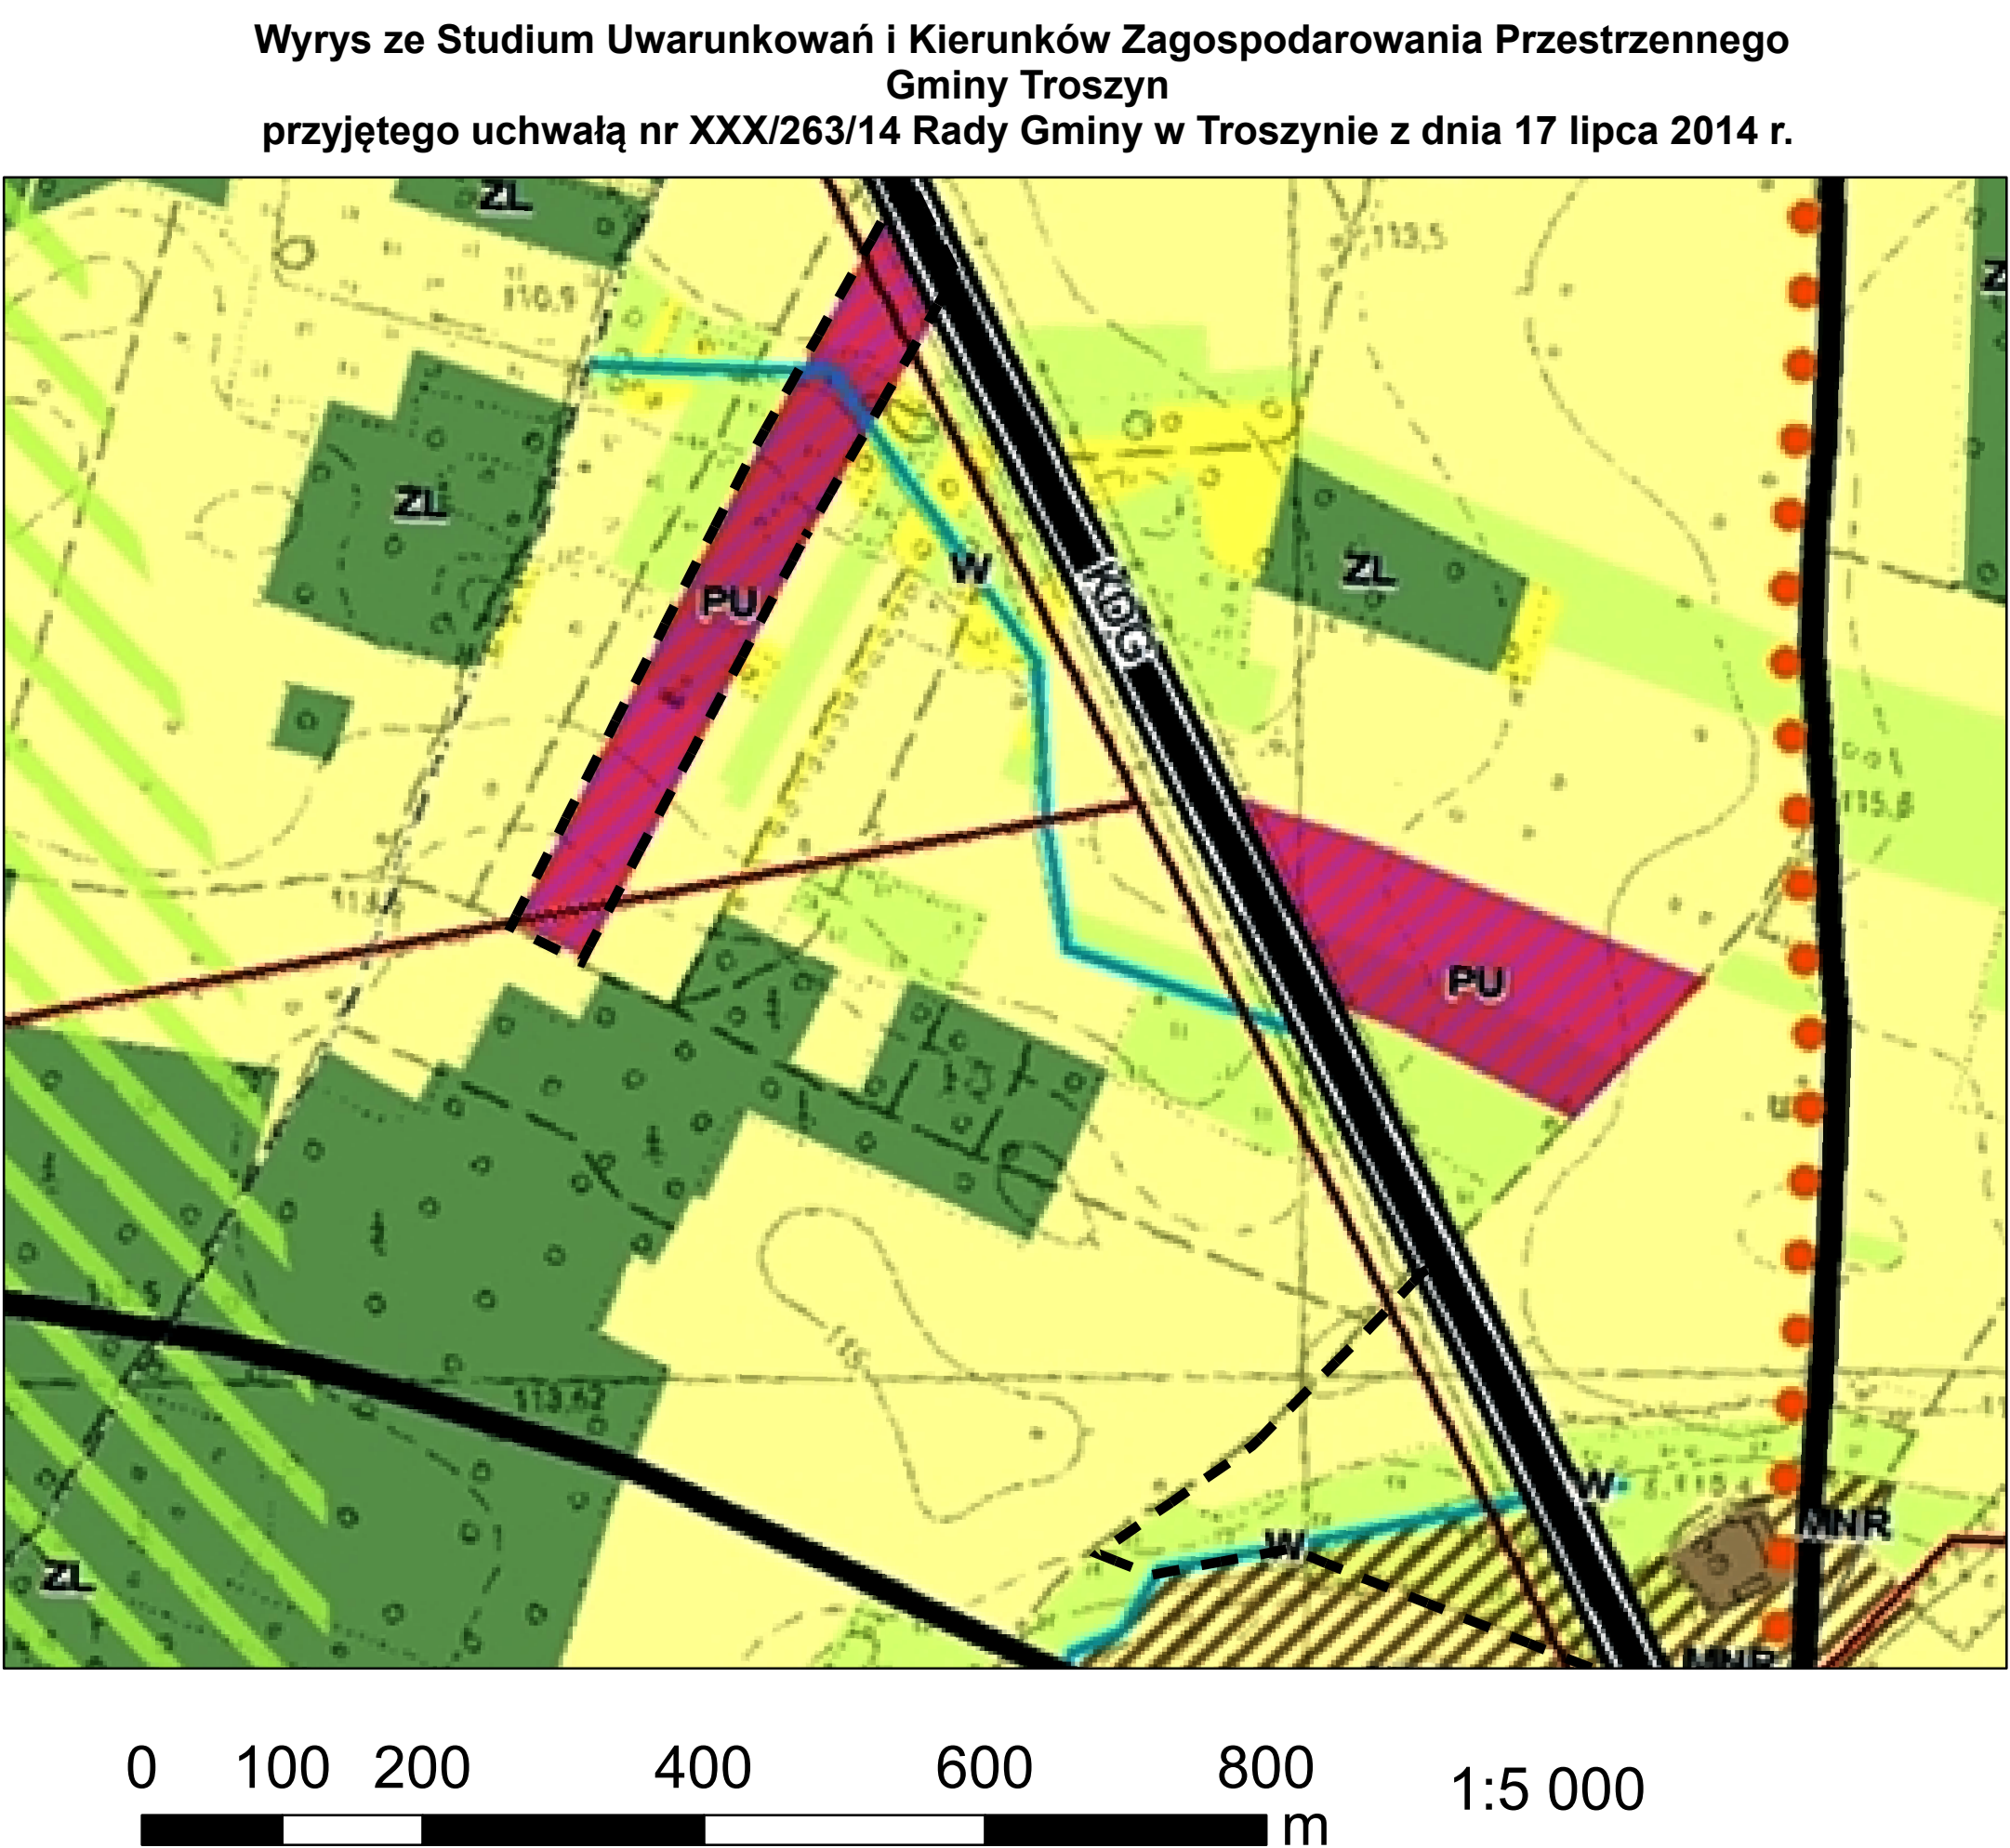 Wyrys ze Studium Uwarunkowań i Kierunków Zagospodarowania Przestrzennego
Gminy Troszyn
przyjętego uchwałą nr XXX/263/14 Rady Gminy w Troszynie z dnia 17 lipca 2014 r.
ZL
113,5
110,9
ZL
W
ZL
KDG
PU
115,8
PU
115
113,62
W
W
MNR
ZL
MNR
0 100 200 400 600 800
m
1:5 000